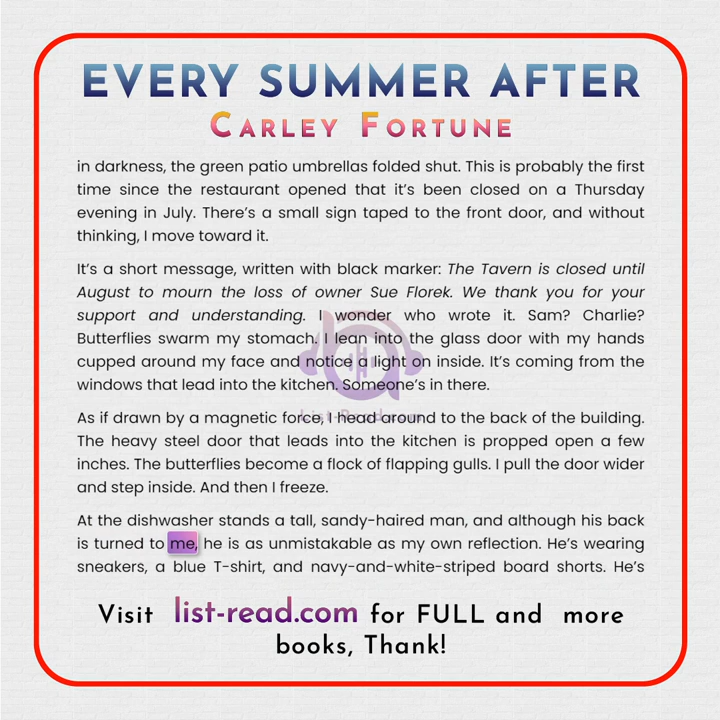 EVERY SUMMER AFTER
CARLEY FORTUNE
in darkness, the green patio umbrellas folded shut. This is probably the first
time since the restaurant opened that it's been closed on a Thursday
evening in July. There's a small sign taped to the front door, and without
thinking, I move toward it.
It's a short message, written with black marker: The Tavern is closed until
August to mourn the loss of owner Sue Florek. We thank you for your
support and understanding. I wonder who wrote it. Sam? Charlie?
Butterflies swarm my stomach. I lean into the glass door with my hands
cupped around my face and notice a light on inside. It's coming from the
windows that lead into the kitchen. Someone's in there.
As if drawn by a magnetic force, I head around to the back of the building.
List-Read.com
The heavy steel door that leads into the kitchen is propped open a few
inches. The butterflies become a flock of flapping gulls. I pull the door wider
and step inside. And then I freeze.
At the dishwasher stands a tall, sandy-haired man, and although his back
is turned to me, he is as unmistakable as my own reflection. He's wearing
sneakers, a blue T-shirt, and navy-and-white-striped board shorts. He's
Visit list-read.com for FULL and more
books, Thank!